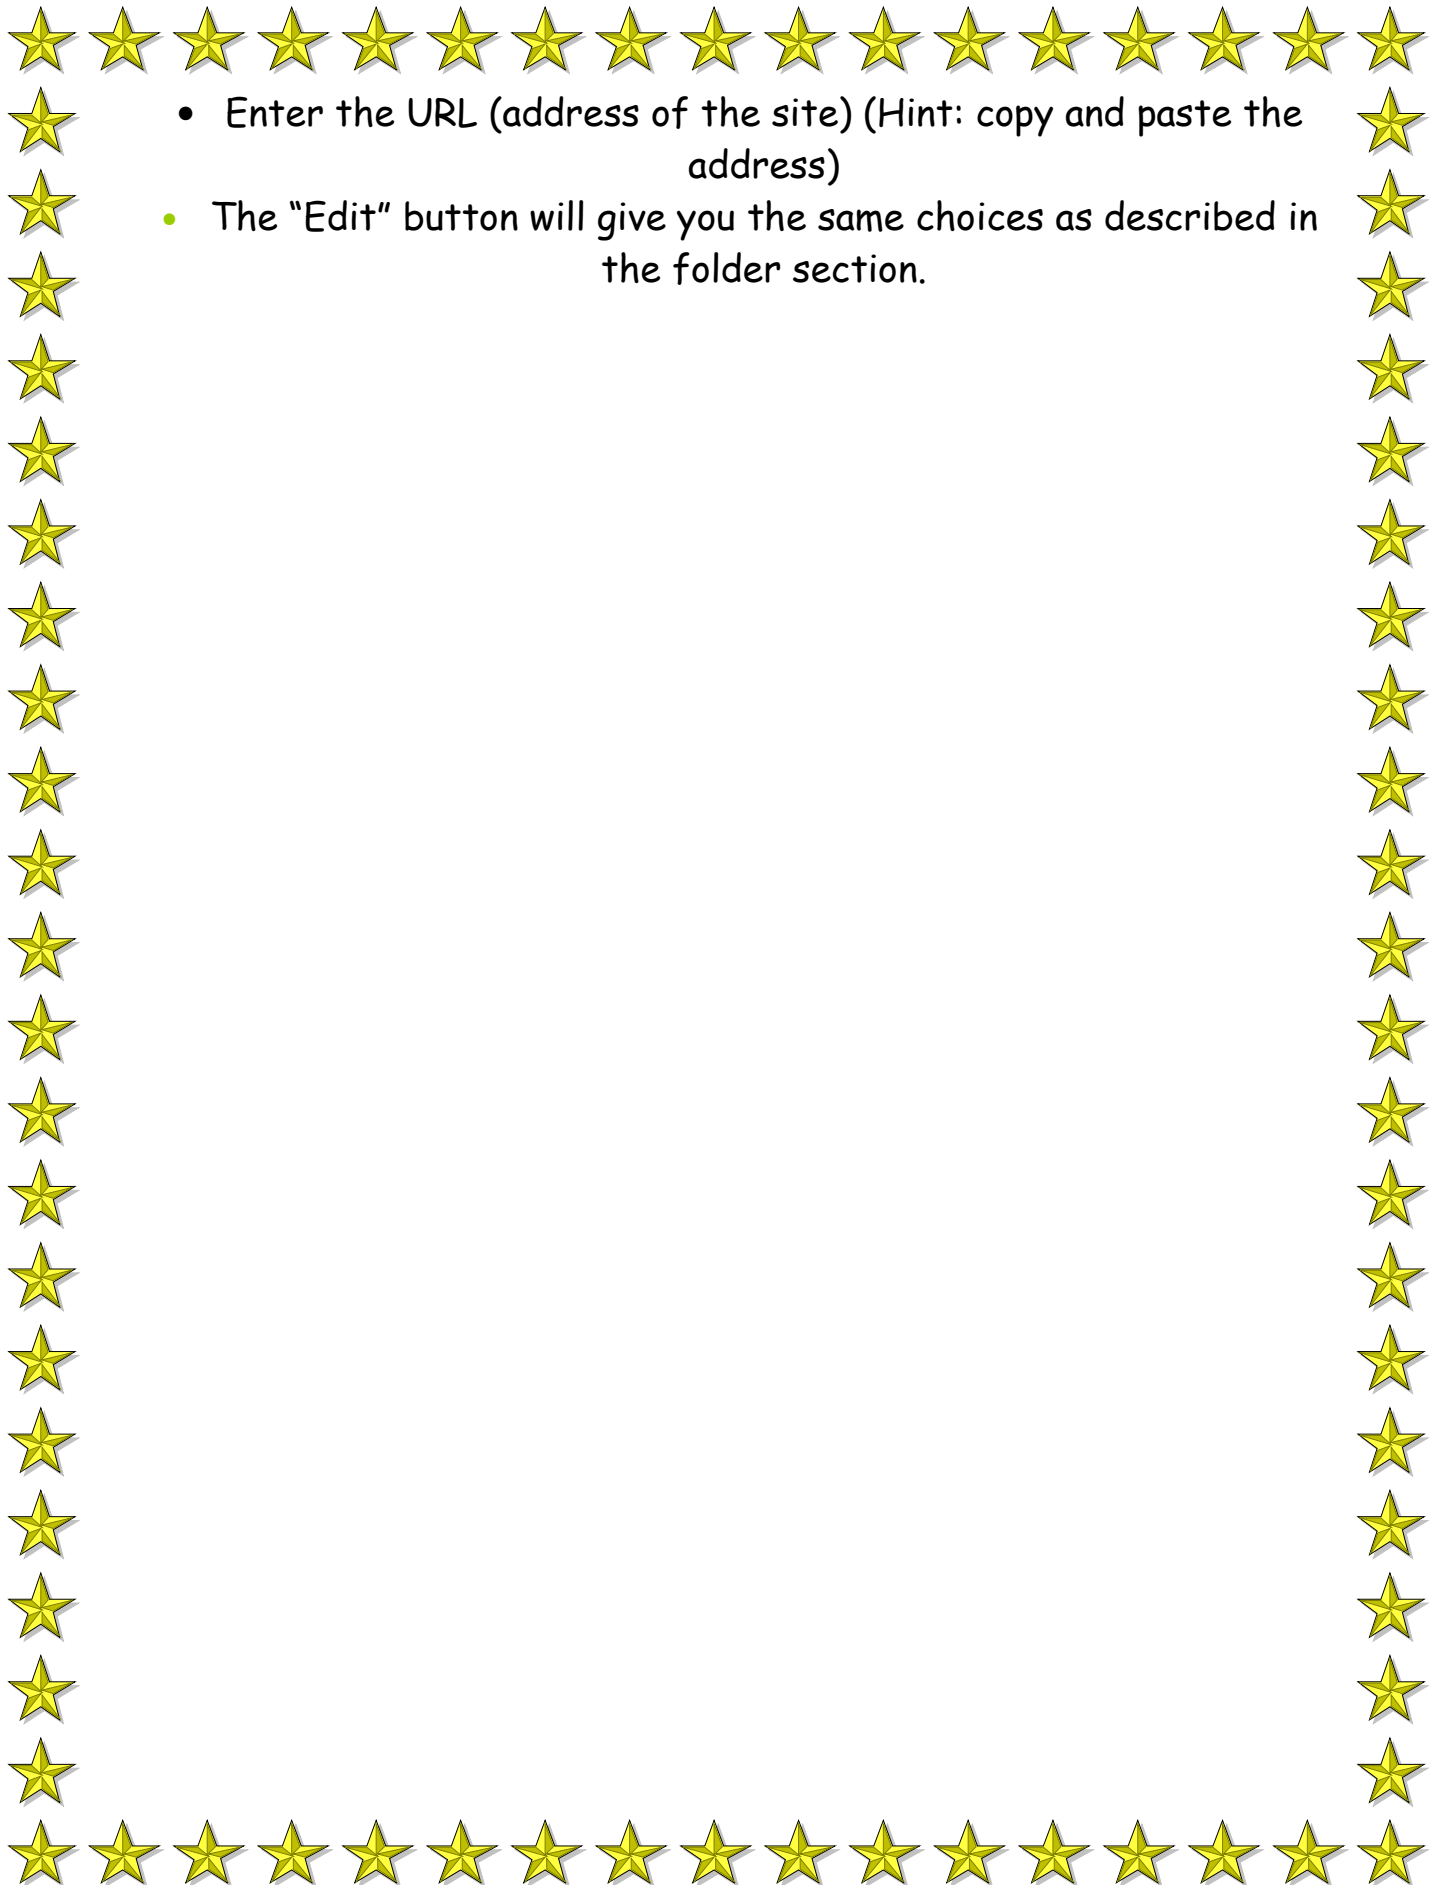 • Enter the URL (address of the site) (Hint: copy and paste the
address)
• The “Edit” button will give you the same choices as described in
the folder section.